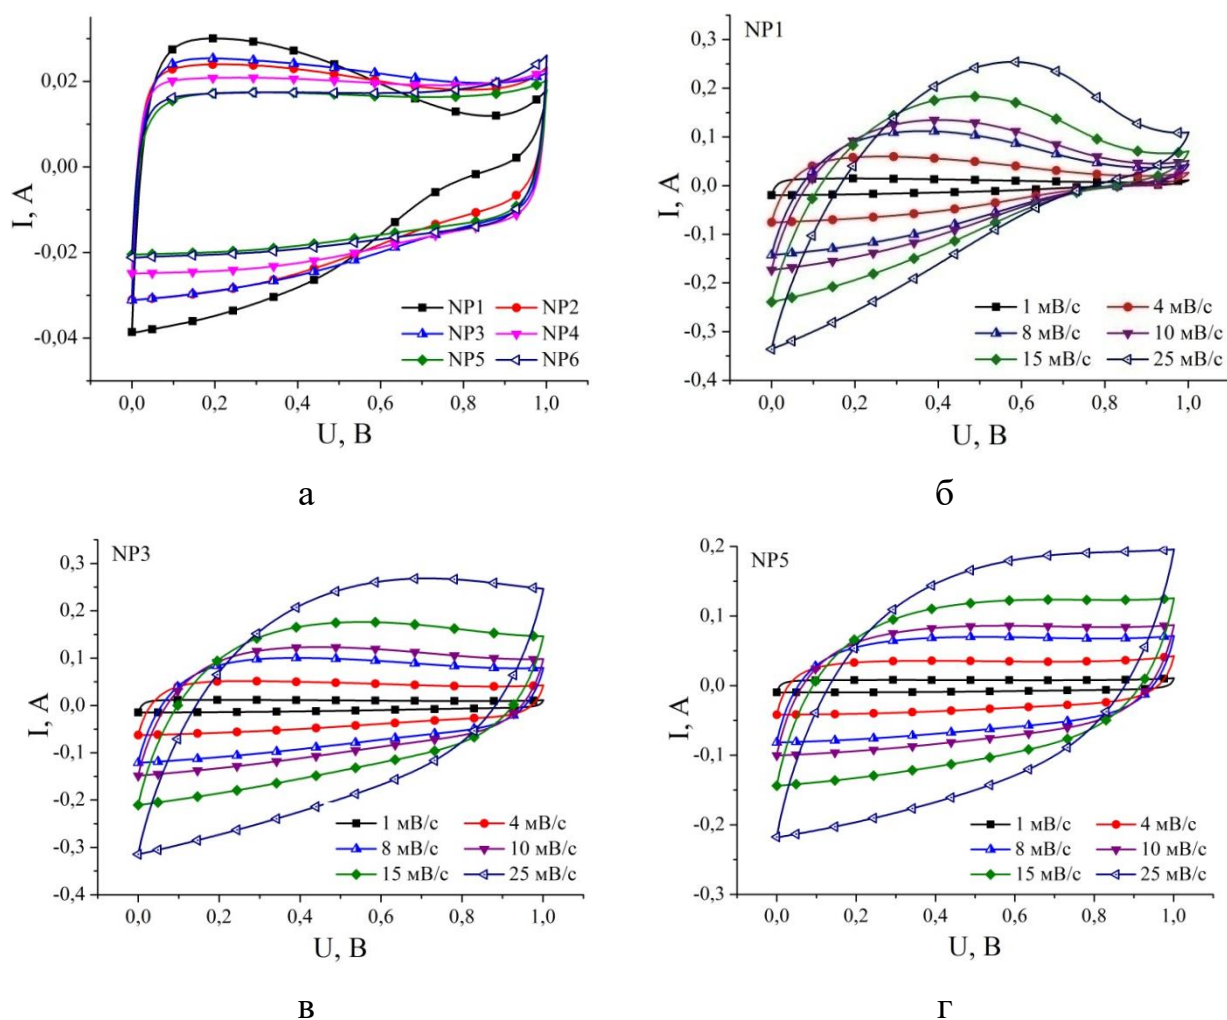 0,04
0,02
0,00
-0,02
-0,04
I, A
NP1 NP2
NP3 NP4
NP5 NP6
0,0 0,2 0,4 0,6 0,8 1,0
U, B
а
NP1
0,3
0,2
0,1
0,0
-0,1
-0,2
-0,3
-0,4
I, A
1 мВ/с 4 мВ/с
8 мВ/с 10 мВ/с
15 мВ/с 25 мВ/с
0,0 0,2 0,4 0,6 0,8 1,0
U, B
б
NP3
0,3
0,2
0,1
0,0
-0,1
-0,2
-0,3
-0,4
I, A
1 мВ/с 4 мВ/с
8 мВ/с 10 мВ/с
15 мВ/с 25 мВ/с
0,0 0,2 0,4 0,6 0,8 1,0
U, B
в
NP5
0,2
0,1
0,0
-0,1
-0,2
-0,3
I, A
1 мВ/с 4 мВ/с
8 мВ/с 10 мВ/с
15 мВ/с 25 мВ/с
0,0 0,2 0,4 0,6 0,8 1,0
U, B
г